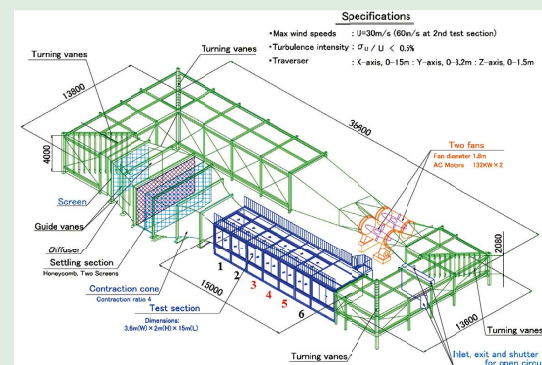 Specifications
•Max wind speeds : U=30m/s (60m/s at 2nd test section)
•Turbulence intensity : σu / U < 0.5%
•Traverser : X-axis, 0-15m : Y-axis, 0-3.2m : Z-axis, 0-1.5m
Turning vanes
Turning vanes
13800
36600
4000
Two fans
Fan diameter 1.8m
AC Motors 132KW×2
Screen
Guide vanes
Diffuser
Settling section
Honeycomb, Two Screens
2080
Contraction cone
Contraction ratio 4
15000
1
2
3
4
5
6
Test section
Dimensions:
3.6m(W)×2m(H)×15m(L)
13600
Turning vanes
Turning vanes
Inlet, exit and shutter
for open circu